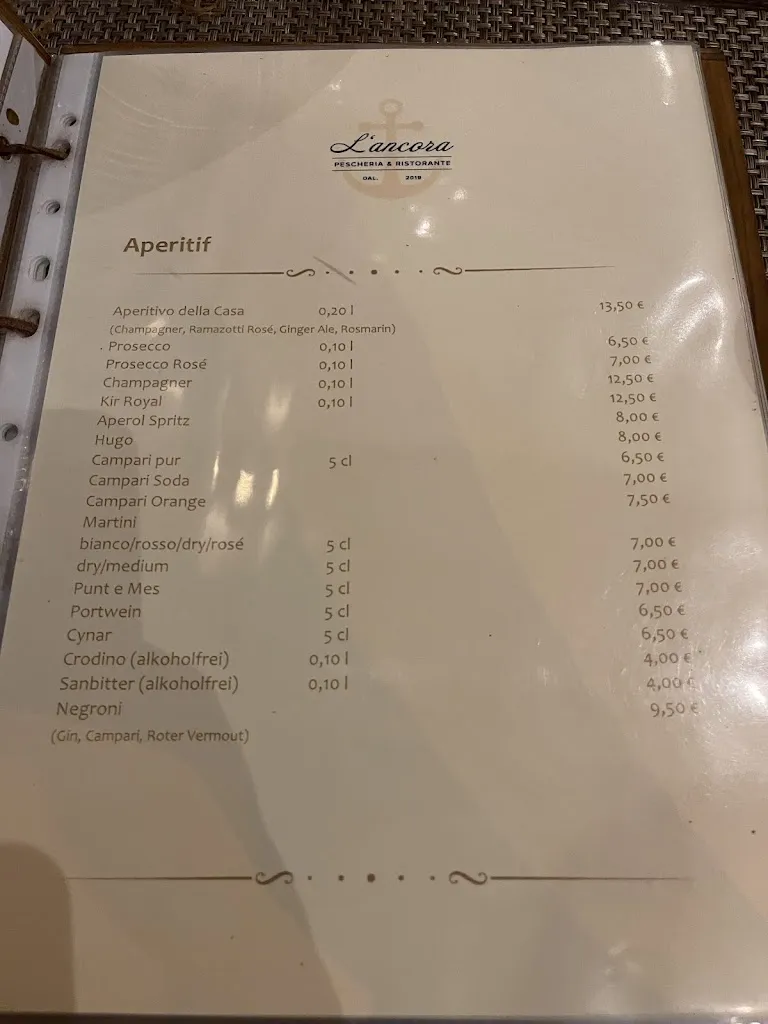 L'ancora
PESCHERIA & RISTORANTE
DAL. 2018
Aperitif
Aperitivo della Casa 0,20 l 13,50 €
(Champagner, Ramazotti Rosé, Ginger Ale, Rosmarin)
Prosecco 0,10 l 6,50 €
Prosecco Rosé 0,10 l 7,00 €
Champagner 0,10 l 12,50 €
Kir Royal 0,10 l 12,50 €
Aperol Spritz 8,00 €
Hugo 8,00 €
Campari pur 5 cl 6,50 €
Campari Soda 7,00 €
Campari Orange 7,50 €
Martini
bianco/rosso/dry/rosé 5 cl 7,00 €
dry/medium 5 cl 7,00 €
Punt e Mes 5 cl 7,00 €
Portwein 5 cl 6,50 €
Cynar 5 cl 6,50 €
Crodino (alkoholfrei) 0,10 l 4,00 €
Sanbitter (alkoholfrei) 0,10 l 4,00 €
Negroni 9,50 €
(Gin, Campari, Roter Vermout)